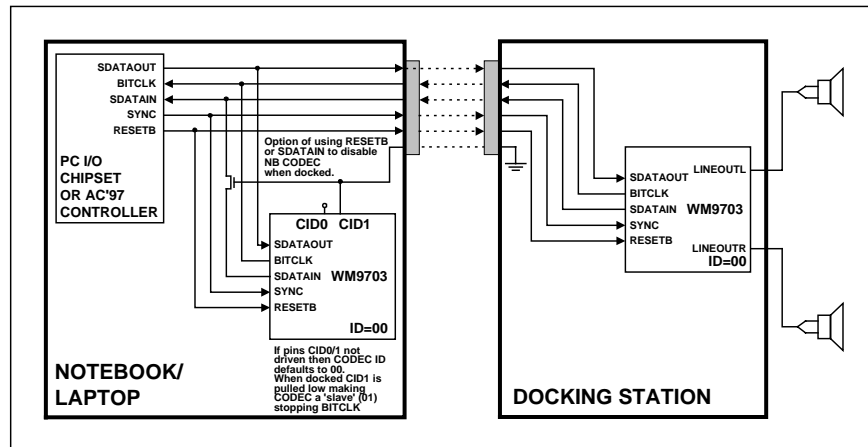 SDATAOUT
BITCLK
SDATAIN
SYNC
RESETB
PC I/O
CHIPSET
OR AC'97
CONTROLLER
Option of using RESETB
or SDATAIN to disable
NB CODEC
when docked.
CID0 CID1
SDATAOUT
BITCLK
SDATAIN WM9703
SYNC
RESETB
ID=00
If pins CID0/1 not
driven then CODEC ID
defaults to 00.
When docked CID1 is
pulled low making
CODEC a 'slave' (01)
stopping BITCLK
NOTEBOOK/
LAPTOP
LINEOUTL
SDATAOUT
BITCLK
SDATAIN WM9703
SYNC
RESETB
LINEOUTR
ID=00
DOCKING STATION